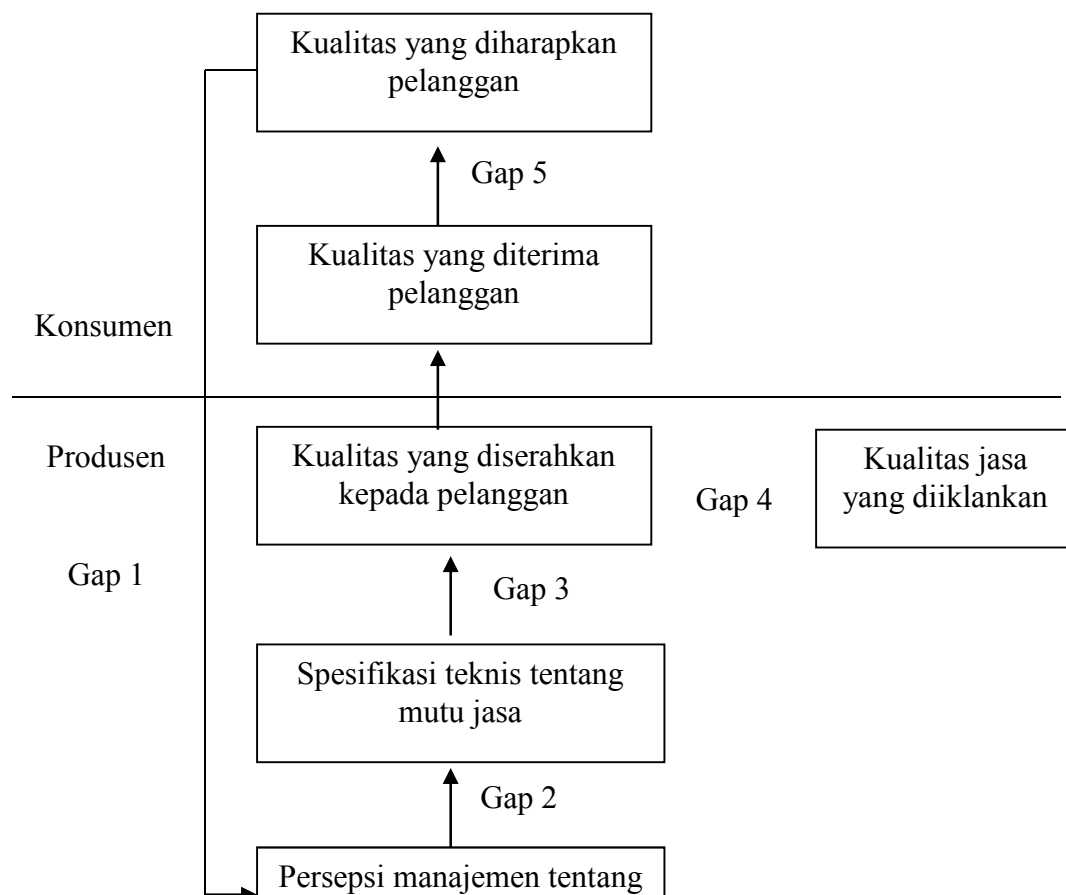 Kualitas yang diharapkan
pelanggan
Gap 5
Kualitas yang diterima
pelanggan
Konsumen
Produsen
Kualitas yang diserahkan
kepada pelanggan
Gap 4
Kualitas jasa
yang diiklankan
Gap 1
Gap 3
Spesifikasi teknis tentang
mutu jasa
Gap 2
Persepsi manajemen tentang